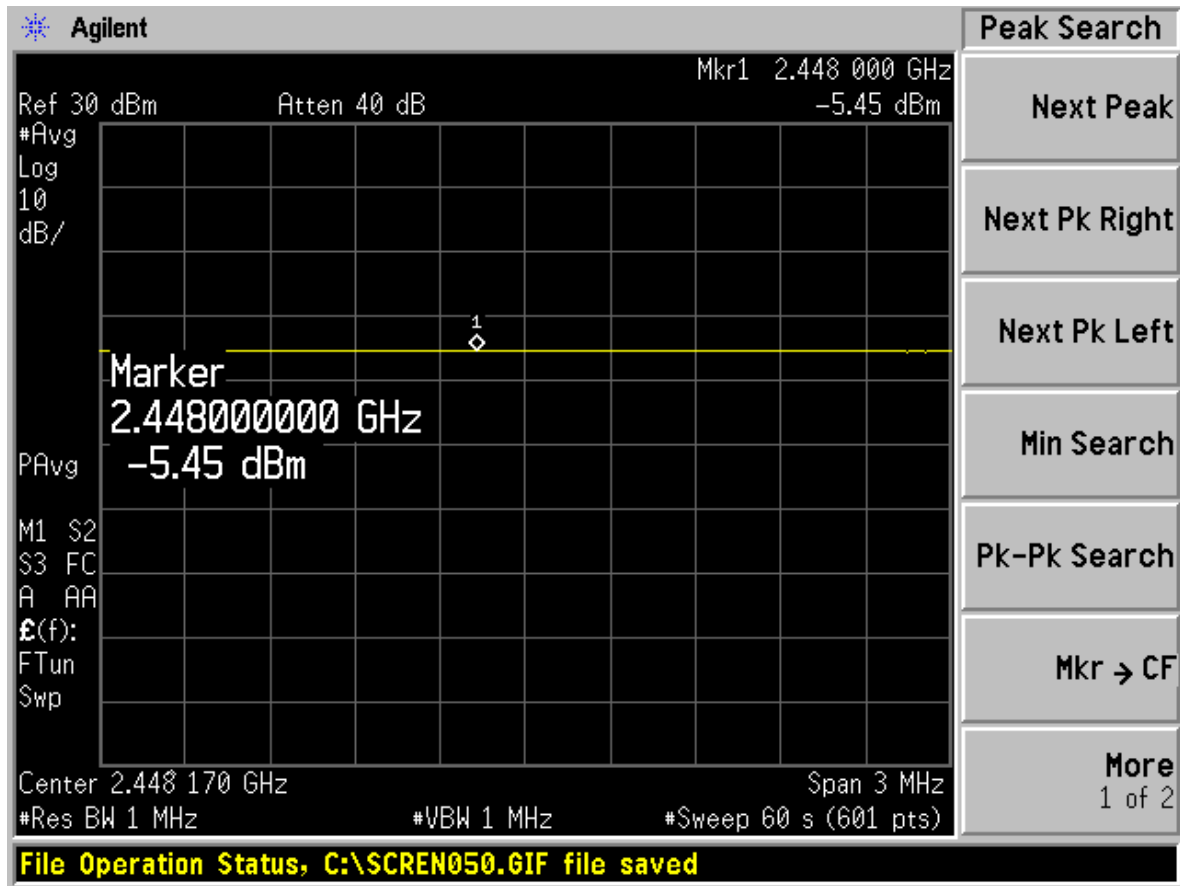 Agilent
Peak Search
Mkr1 2.448 000 GHz
Ref 30 dBm Atten 40 dB -5.45 dBm
#Avg
Log
10
dB/
1
Marker
2.448000000 GHz
-5.45 dBm
PAvg
M1 S2
S3 FC
A AA
£(f):
FTun
Swp
Center 2.448 170 GHz Span 3 MHz
#Res BW 1 MHz #VBW 1 MHz #Sweep 60 s (601 pts)
Next Peak
Next Pk Right
Next Pk Left
Min Search
Pk-Pk Search
Mkr → CF
More
1 of 2
File Operation Status, C:\SCREN050.GIF file saved